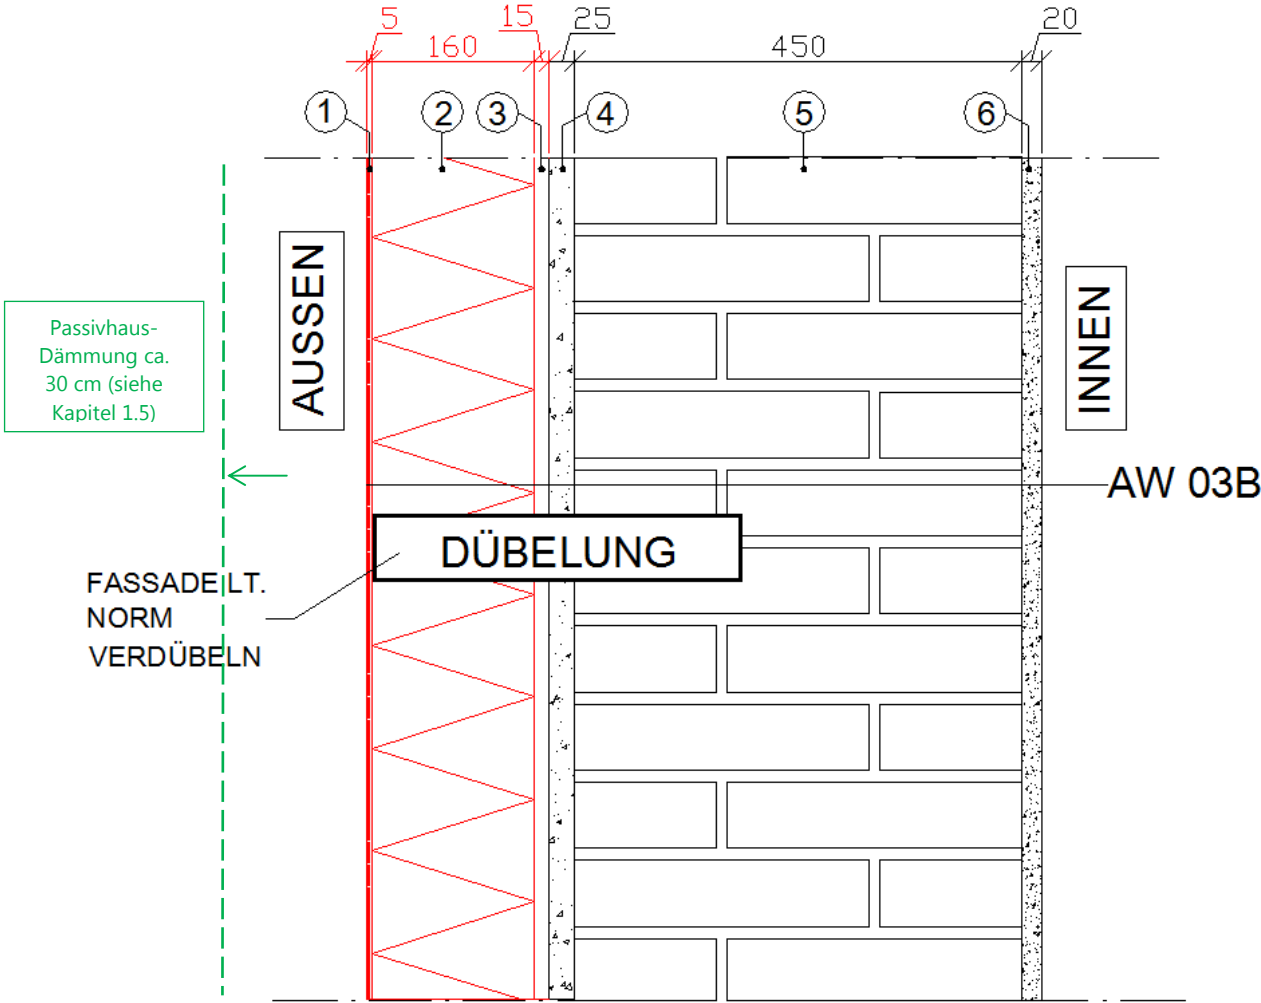 5
160
15
25
450
20
1
2
3
4
5
6
AUSSEN
INNEN
Passivhaus-
Dämmung ca.
30 cm (siehe
Kapitel 1.5)
AW 03B
DÜBELUNG
FASSADE LT.
NORM
VERDÜBELN